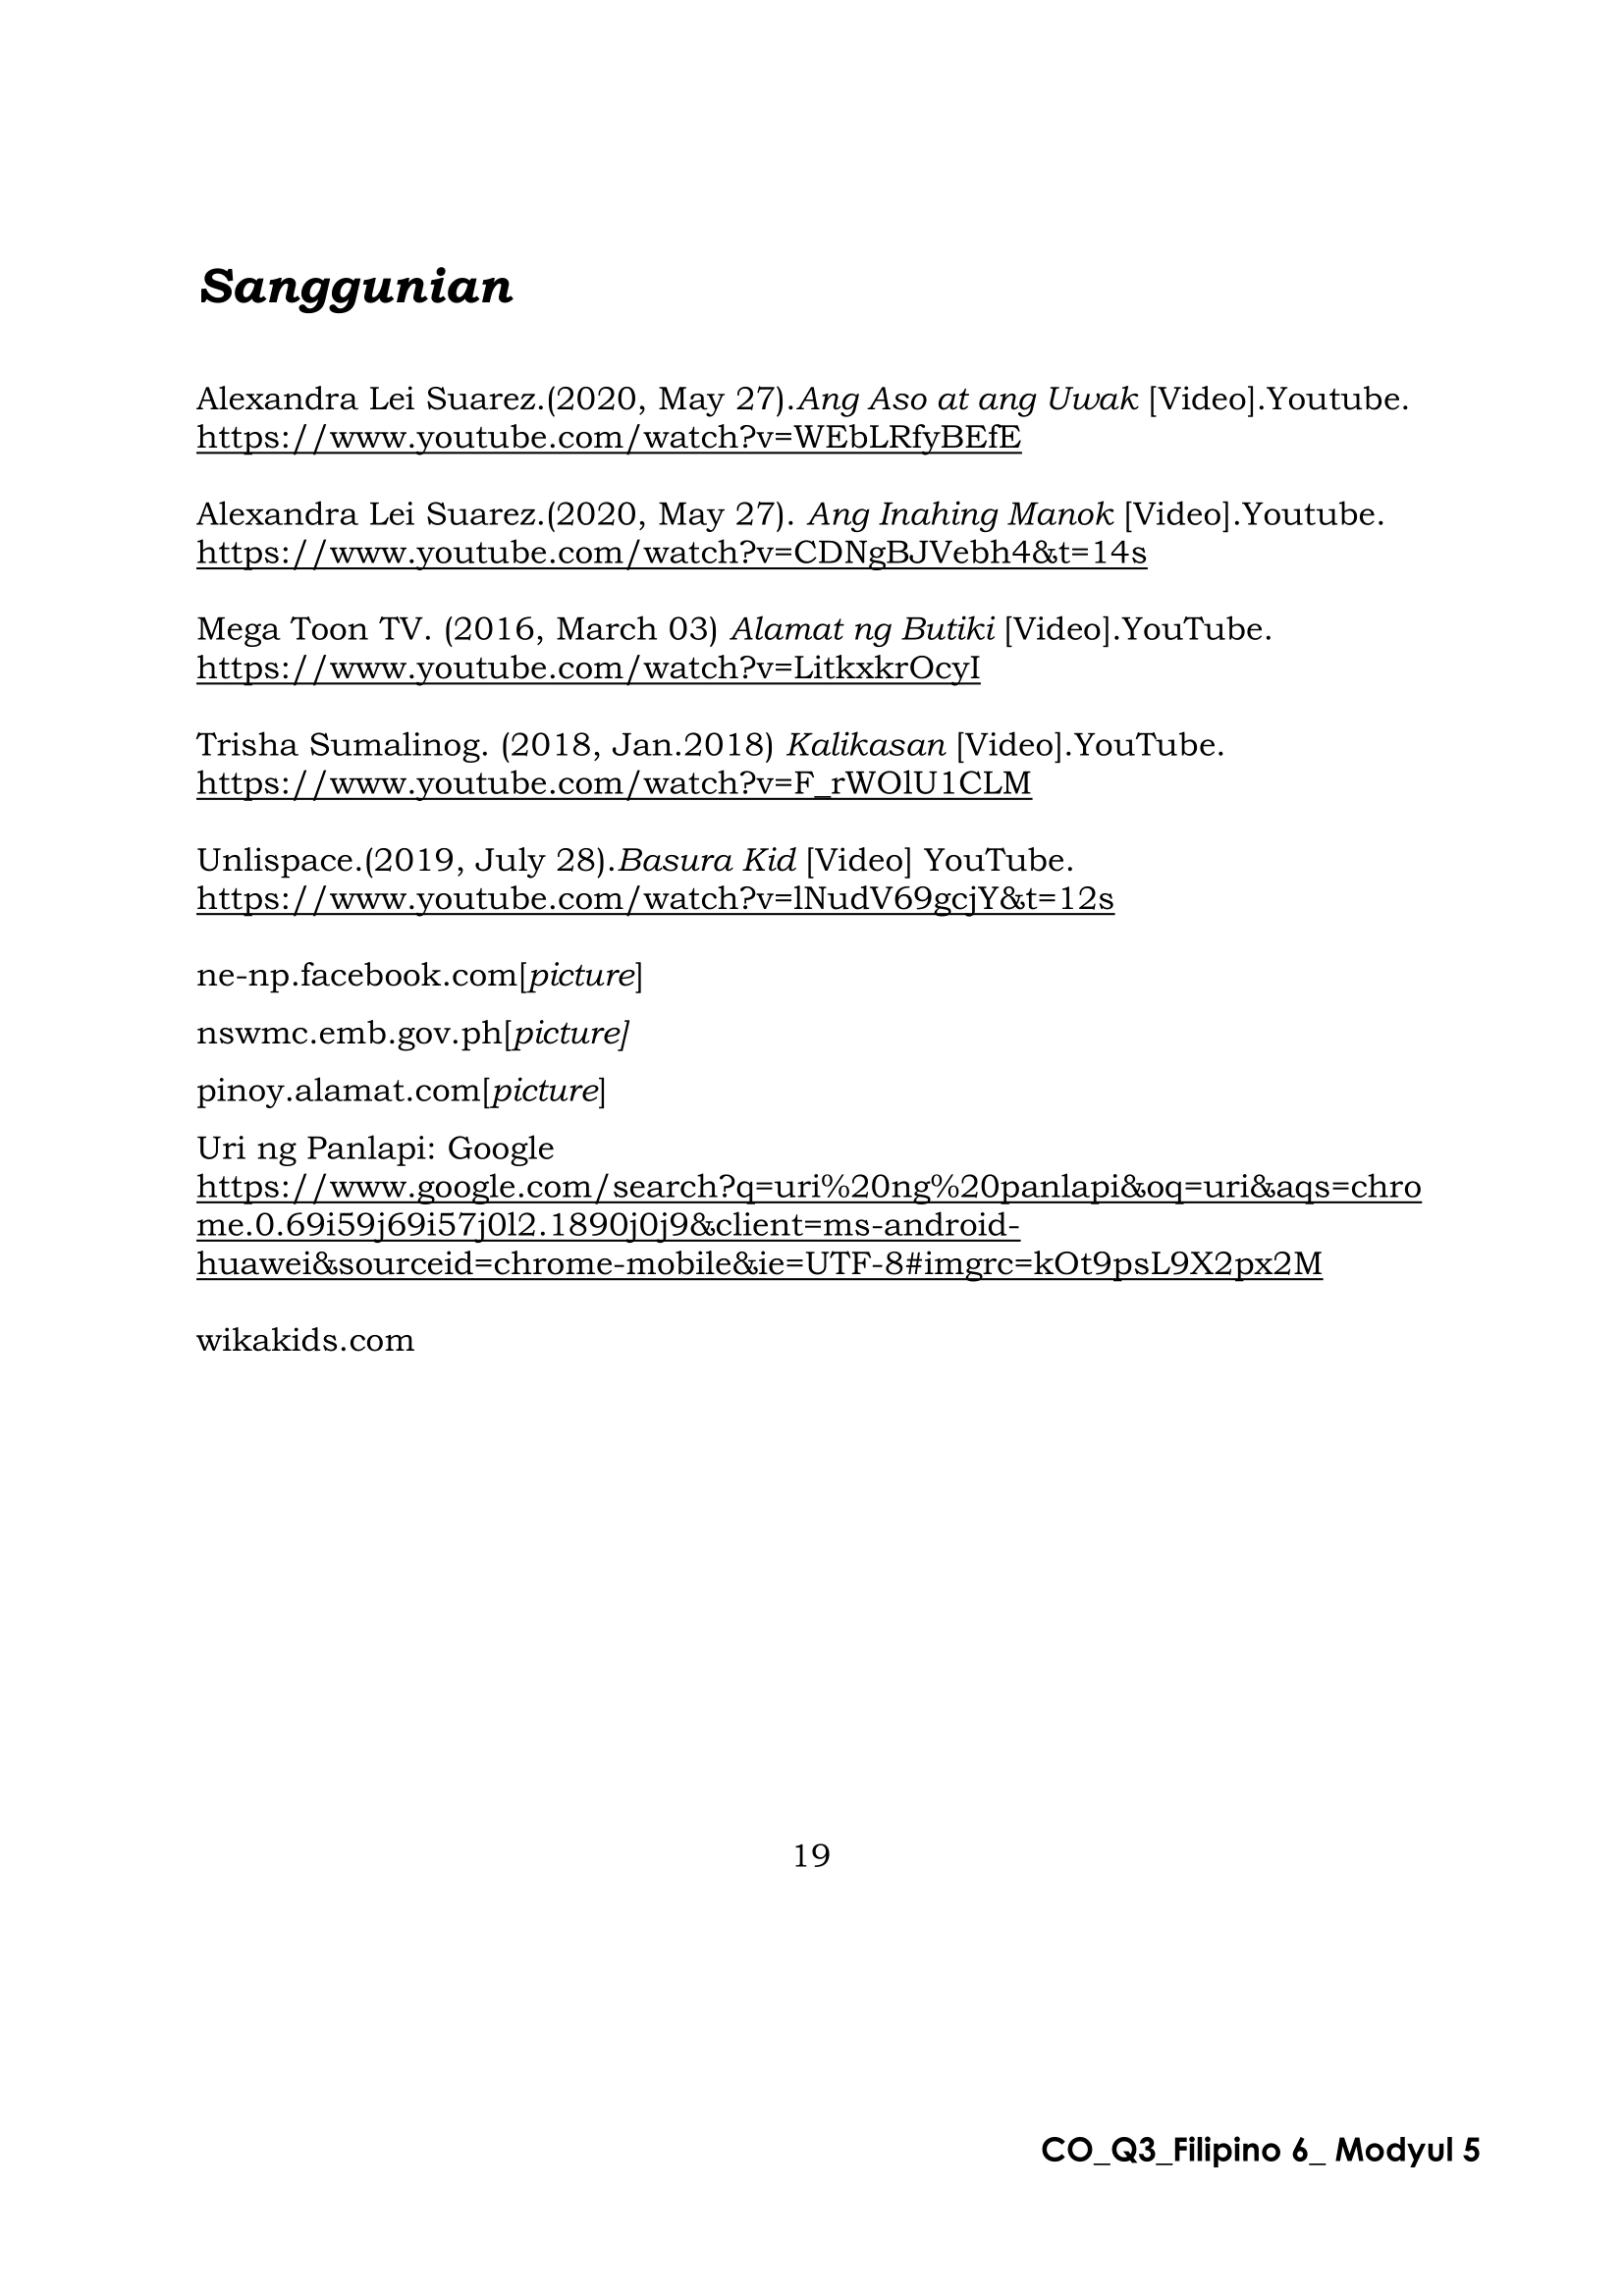 Sanggunian
Alexandra Lei Suarez.(2020, May 27).Ang Aso at ang Uwak [Video].Youtube.
https://www.youtube.com/watch?v=WEbLRfyBEfE
Alexandra Lei Suarez.(2020, May 27). Ang Inahing Manok [Video].Youtube.
https://www.youtube.com/watch?v=CDNgBJVebh4&t=14s
Mega Toon TV. (2016, March 03) Alamat ng Butiki [Video].YouTube.
https://www.youtube.com/watch?v=LitkxkrOcyI
Trisha Sumalinog. (2018, Jan.2018) Kalikasan [Video].YouTube.
https://www.youtube.com/watch?v=F_rWOlU1CLM
Unlispace.(2019, July 28).Basura Kid [Video] YouTube.
https://www.youtube.com/watch?v=lNudV69gcjY&t=12s
ne-np.facebook.com[picture]
nswmc.emb.gov.ph[picture]
pinoy.alamat.com[picture]
Uri ng Panlapi: Google
https://www.google.com/search?q=uri%20ng%20panlapi&oq=uri&aqs=chro
me.0.69i59j69i57j0l2.1890j0j9&client=ms-android-
huawei&sourceid=chrome-mobile&ie=UTF-8#imgrc=kOt9psL9X2px2M
wikakids.com
19
CO_Q3_Filipino 6_ Modyul 5